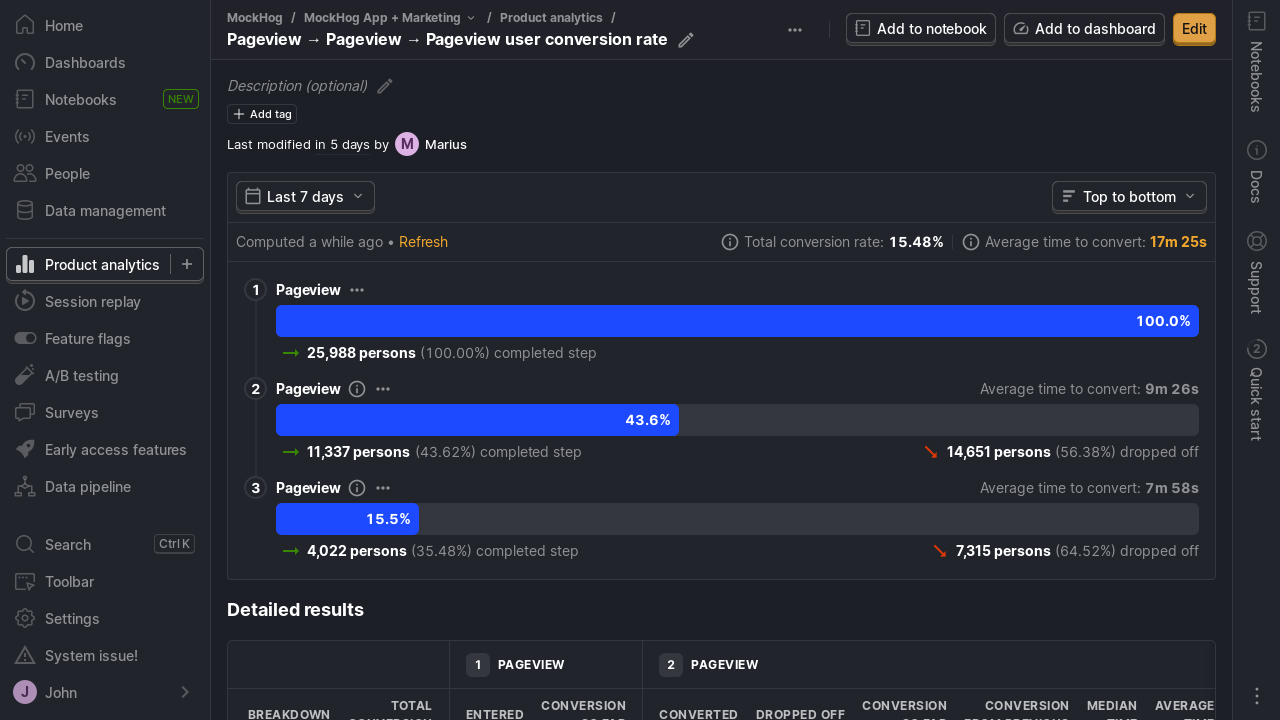 Home
Dashboards
Notebooks NEW
Events
People
Data management
Product analytics
Session replay
Feature flags
A/B testing
Surveys
Early access features
Data pipeline
Search Ctrl K
Toolbar
Settings
System issue!
J John
MockHog / MockHog App + Marketing / Product analytics /
Pageview → Pageview → Pageview user conversion rate
Add to notebook
Add to dashboard
Edit
Description (optional)
Add tag
Last modified in 5 days by M Marius
Last 7 days
Top to bottom
Computed a while ago • Refresh
Total conversion rate: 15.48%
Average time to convert: 17m 25s
1 Pageview
100.0%
25,988 persons (100.00%) completed step
2 Pageview
Average time to convert: 9m 26s
43.6%
11,337 persons (43.62%) completed step
14,651 persons (56.38%) dropped off
3 Pageview
Average time to convert: 7m 58s
15.5%
4,022 persons (35.48%) completed step
7,315 persons (64.52%) dropped off
Detailed results
1 PAGEVIEW
2 PAGEVIEW
BREAKDOWN
TOTAL
ENTERED
CONVERSION
CONVERTED
DROPPED OFF
CONVERSION
CONVERSION
MEDIAN
AVERAGE
Notebooks
Docs
Support
2
Quick start